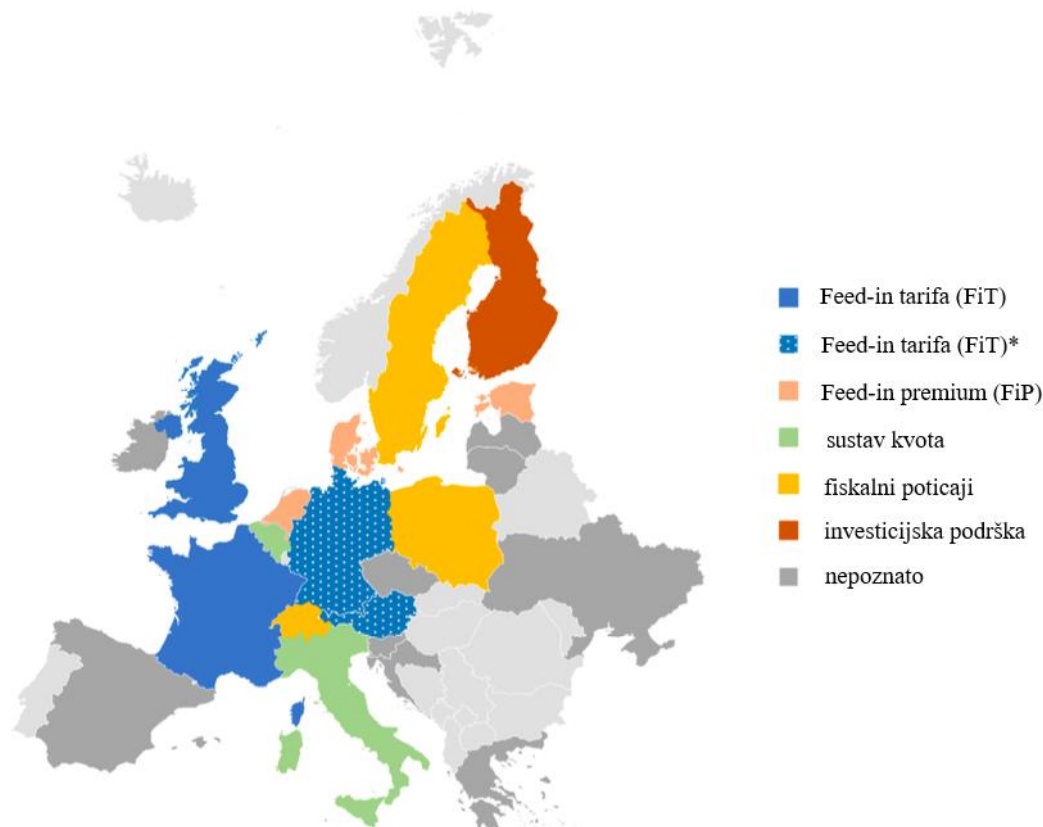 Feed-in tarifa (FiT)
Feed-in tarifa (FiT)*
Feed-in premium (FiP)
sustav kvota
fiskalni poticaji
investicijska podrška
nepoznato